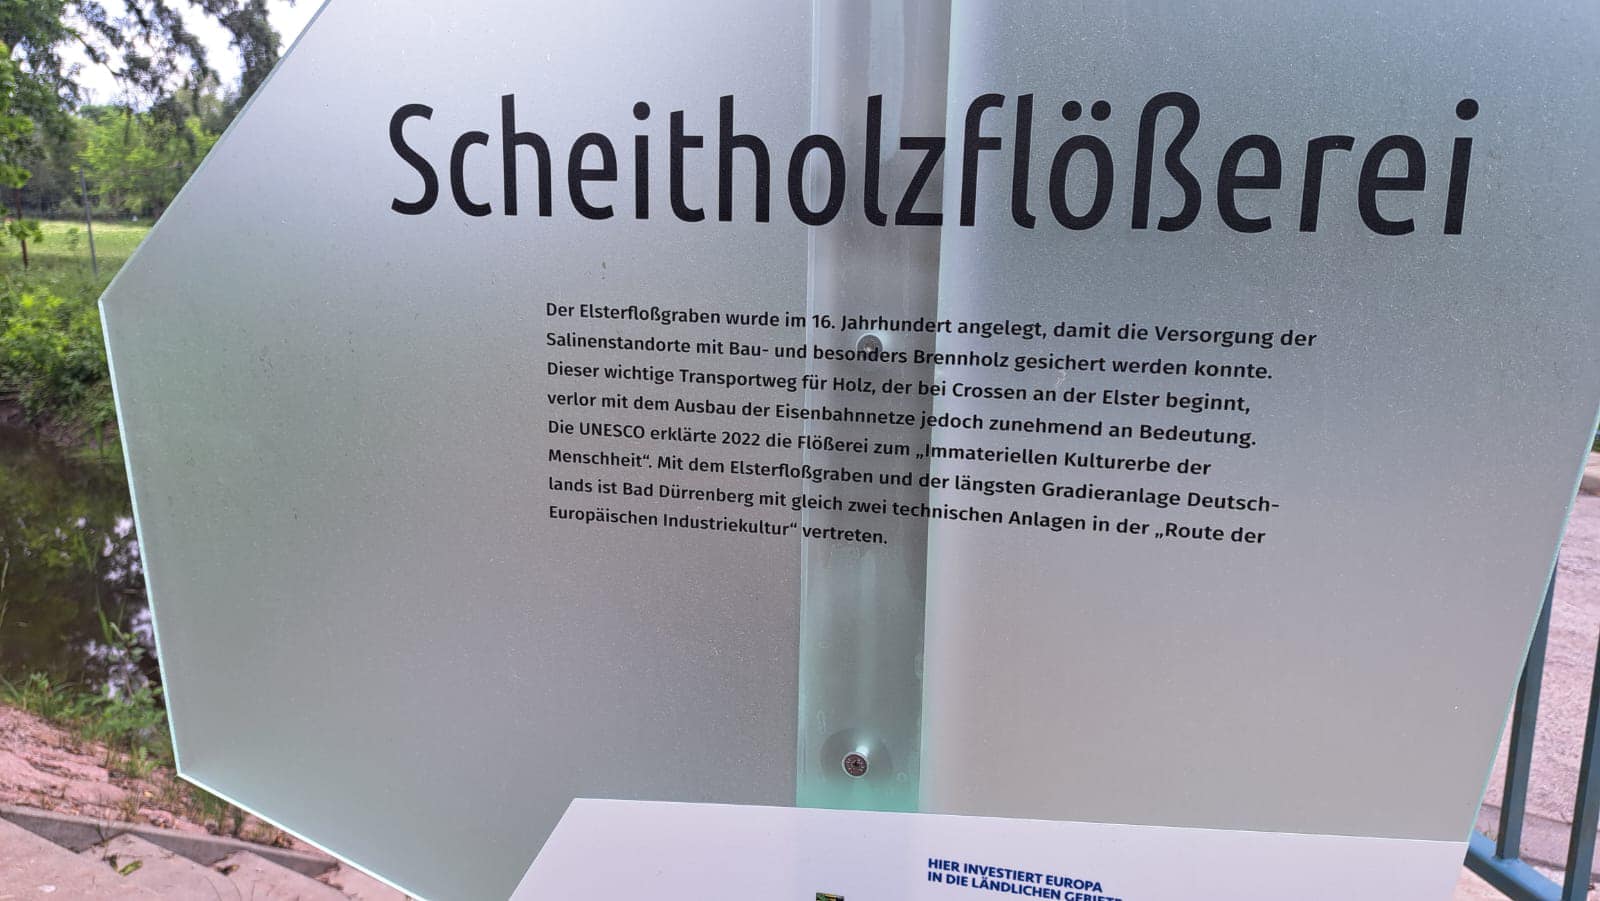 Scheitholzflößerei
Der Elsterfloßgraben wurde im 16. Jahrhundert angelegt, damit die Versorgung der
Salinenstandorte mit Bau- und besonders Brennholz gesichert werden konnte.
Dieser wichtige Transportweg für Holz, der bei Crossen an der Elster beginnt,
verlor mit dem Ausbau der Eisenbahnnetze jedoch zunehmend an Bedeutung.
Die UNESCO erklärte 2022 die Flößerei zum „Immateriellen Kulturerbe der
Menschheit“. Mit dem Elsterfloßgraben und der längsten Gradieranlage Deutsch-
lands ist Bad Dürrenberg mit gleich zwei technischen Anlagen in der „Route der
Europäischen Industriekultur“ vertreten.
HIER INVESTIERT EUROPA
IN DIE LÄNDLICHEN GEBIETE